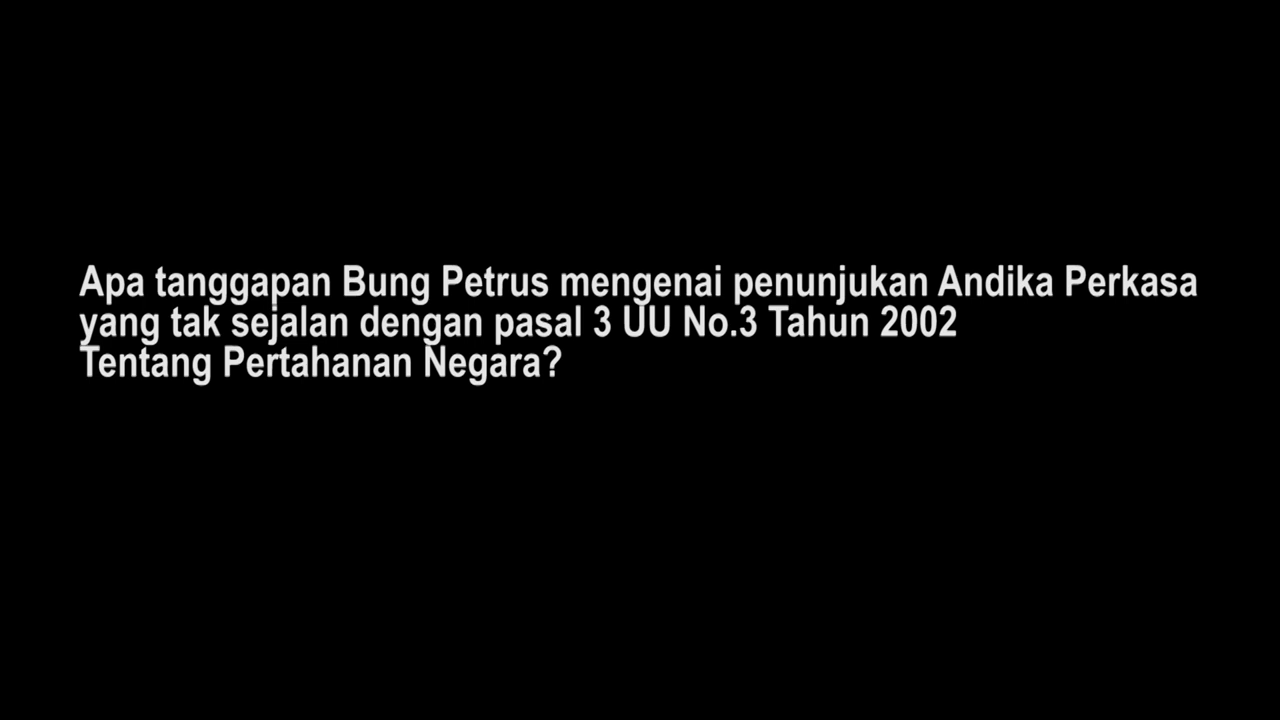 Apa tanggapan Bung Petrus mengenai penunjukan Andika Perkasa
yang tak sejalan dengan pasal 3 UU No.3 Tahun 2002
Tentang Pertahanan Negara?